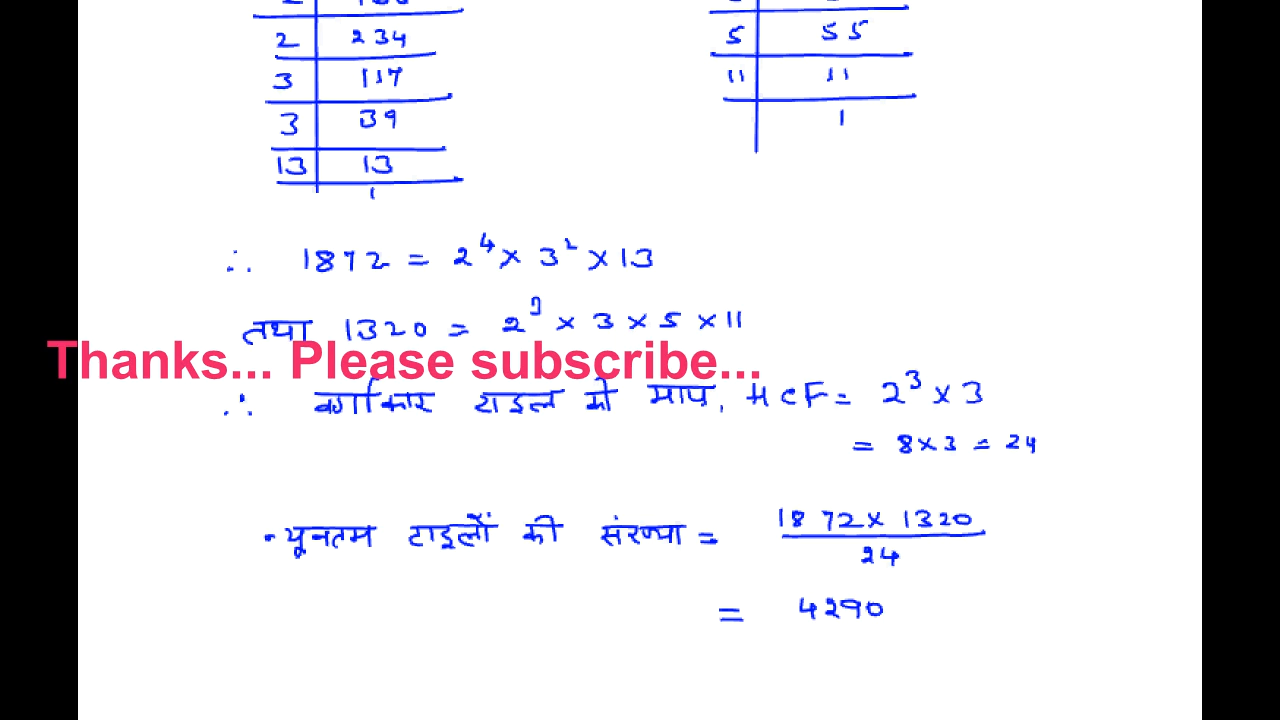 2 | 234
3 | 117
3 | 39
13 | 13
1
5 | 55
11 | 11
1
∴ 1872 = 2⁴ × 3² × 13
तथा 1320 = 2³ × 3 × 5 × 11
Thanks... Please subscribe...
∴ वर्गाकार टाइल की माप, HCF = 2³ × 3
= 8 × 3 = 24
न्यूनतम टाइलों की संख्या = 1872 × 1320 / 24
= 4290